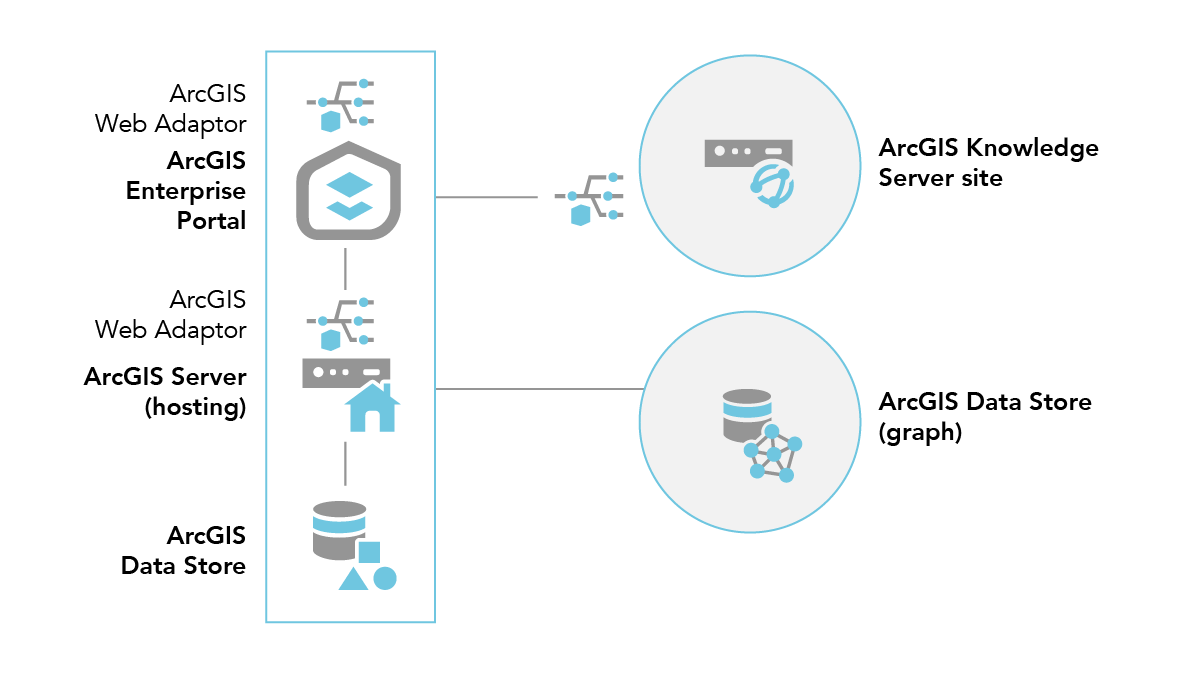 ArcGIS
Web Adaptor
ArcGIS
Enterprise
Portal
ArcGIS
Web Adaptor
ArcGIS Server
(hosting)
ArcGIS
Data Store
ArcGIS Knowledge
Server site
ArcGIS Data Store
(graph)